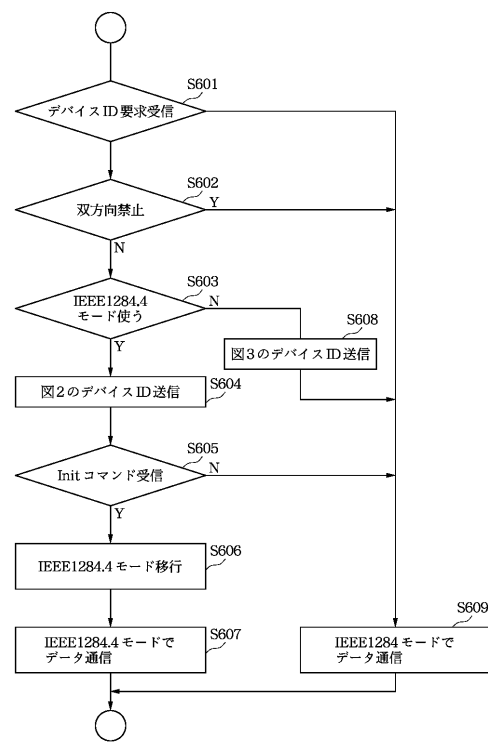 S601
デバイスID要求受信
S602
双方向禁止
Y
N
S603
IEEE1284.4
モード使う
N
Y
S608
図3のデバイスID送信
S604
図2のデバイスID送信
S605
Initコマンド受信
N
Y
S606
IEEE1284.4モード移行
S607
IEEE1284.4モードで
データ通信
S609
IEEE1284モードで
データ通信